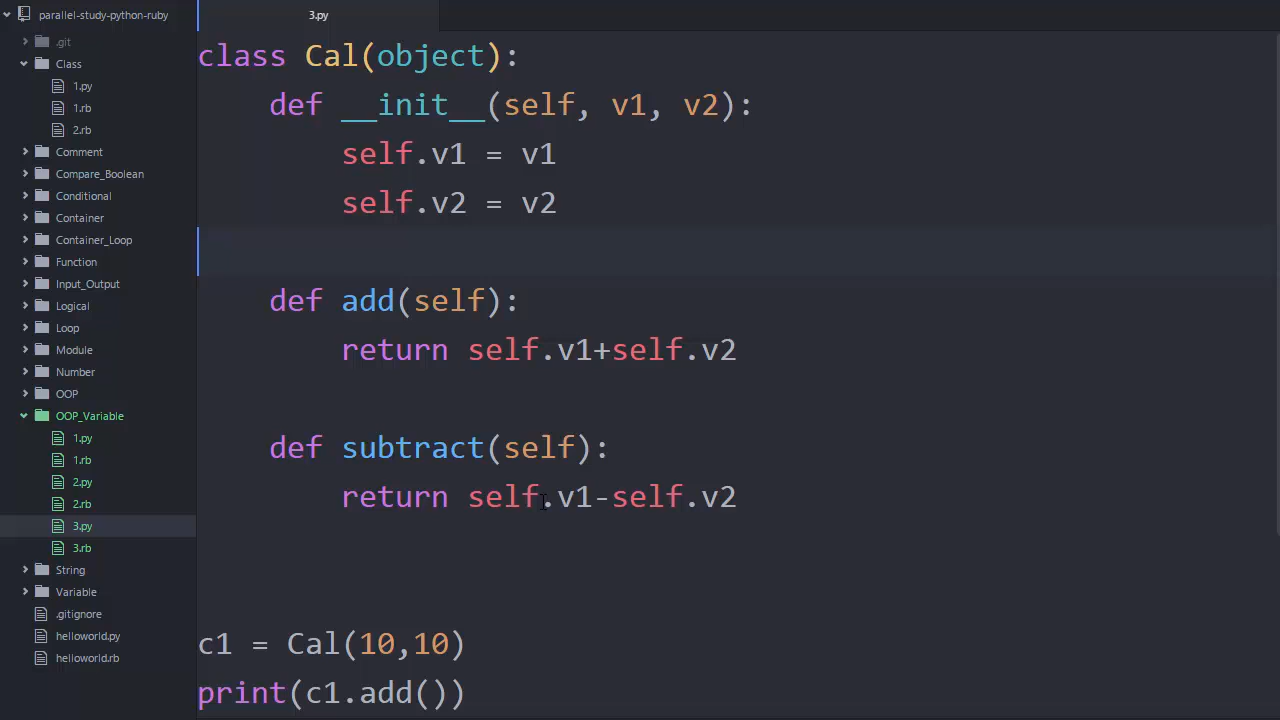 parallel-study-python-ruby
.git
Class
1.py
1.rb
2.rb
Comment
Compare_Boolean
Conditional
Container
Container_Loop
Function
Input_Output
Logical
Loop
Module
Number
OOP
OOP_Variable
1.py
1.rb
2.py
2.rb
3.py
3.rb
String
Variable
.gitignore
helloworld.py
helloworld.rb
3.py
class Cal(object):
    def __init__(self, v1, v2):
        self.v1 = v1
        self.v2 = v2
    def add(self):
        return self.v1+self.v2
    def subtract(self):
        return self.v1-self.v2
c1 = Cal(10,10)
print(c1.add())